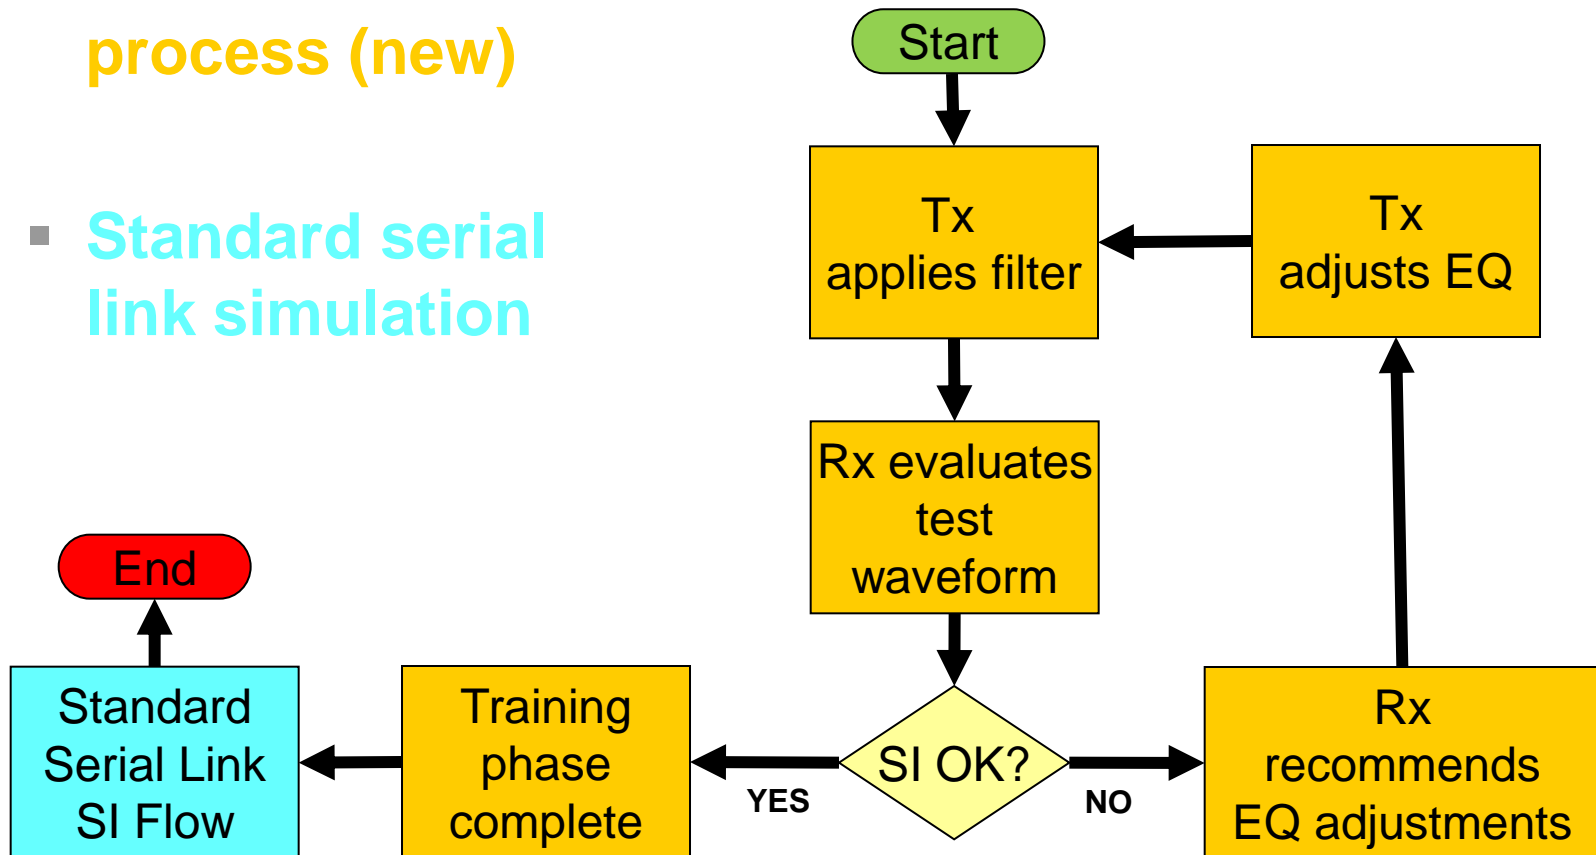 process (new)
Standard serial
link simulation
Start
Tx
applies filter
Tx
adjusts EQ
Rx evaluates
test
waveform
SI OK?
YES
NO
Training
phase
complete
Rx
recommends
EQ adjustments
Standard
Serial Link
SI Flow
End